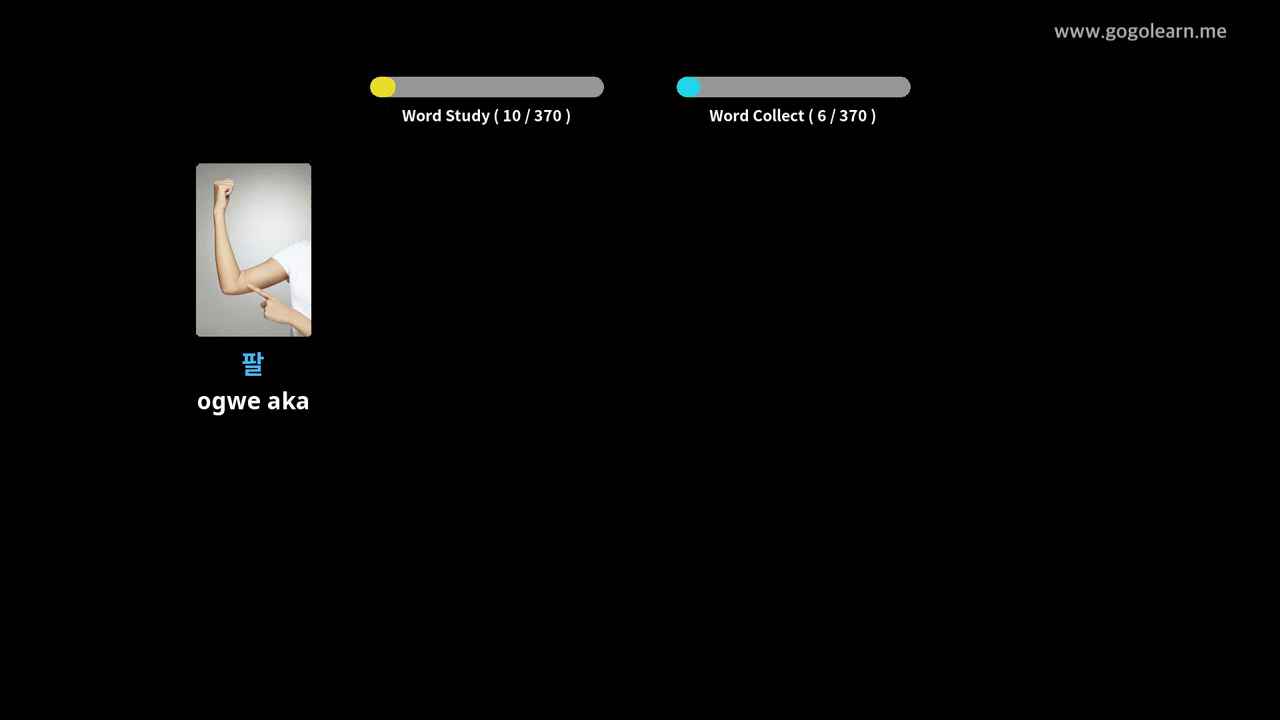 www.gogolearn.me
Word Study ( 10 / 370 )
Word Collect ( 6 / 370 )
팔
ogwe aka